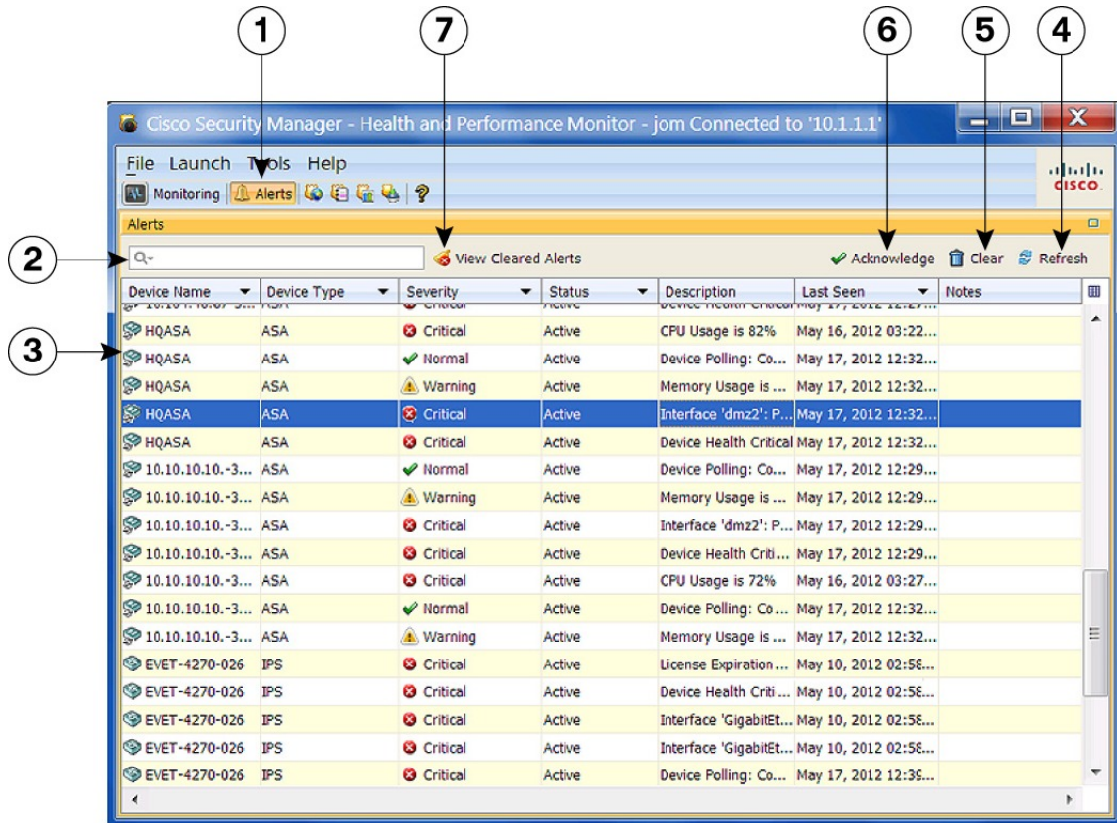 1 7 6 5 4
Cisco Security Manager - Health and Performance Monitor - jom Connected to '10.1.1.1'
File Launch Tools Help
CISCO
Monitoring Alerts
Alerts
2
View Cleared Alerts Acknowledge Clear Refresh
Device Name Device Type Severity Status Description Last Seen Notes
3
HQASA ASA Critical Active CPU Usage is 82% May 16, 2012 03:22...
HQASA ASA Normal Active Device Polling: Co... May 17, 2012 12:32...
HQASA ASA Warning Active Memory Usage is ... May 17, 2012 12:32...
HQASA ASA Critical Active Interface 'dmz2': P... May 17, 2012 12:32...
HQASA ASA Critical Active Device Health Critical May 17, 2012 12:32...
10.10.10.10.-3... ASA Normal Active Device Polling: Co... May 17, 2012 12:29...
10.10.10.10.-3... ASA Warning Active Memory Usage is ... May 17, 2012 12:29...
10.10.10.10.-3... ASA Critical Active Interface 'dmz2': P... May 17, 2012 12:29...
10.10.10.10.-3... ASA Critical Active Device Health Criti... May 17, 2012 12:29...
10.10.10.10.-3... ASA Critical Active CPU Usage is 72% May 16, 2012 03:27...
10.10.10.10.-3... ASA Normal Active Device Polling: Co... May 17, 2012 12:32...
10.10.10.10.-3... ASA Warning Active Memory Usage is ... May 17, 2012 12:32...
EVET-4270-026 IPS Critical Active License Expiration ... May 10, 2012 02:58...
EVET-4270-026 IPS Critical Active Device Health Criti... May 10, 2012 02:58...
EVET-4270-026 IPS Critical Active Interface 'GigabitEt... May 10, 2012 02:58...
EVET-4270-026 IPS Critical Active Interface 'GigabitEt... May 10, 2012 02:58...
EVET-4270-026 IPS Critical Active Device Polling: Co... May 17, 2012 12:39...